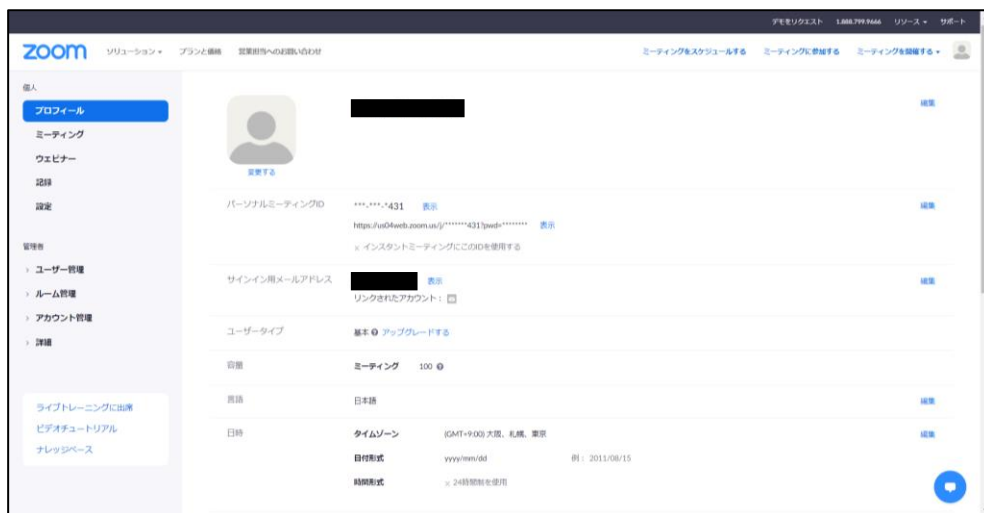 デモをリクエスト 1.888.799.9666 リソース サポート
zoom ソリューション プランと価格 営業担当へのお問い合わせ ミーティングをスケジュールする ミーティングに参加する ミーティングを開催する
個人
プロフィール
ミーティング
ウェビナー
記録
設定
管理者
ユーザー管理
ルーム管理
アカウント管理
詳細
ライブトレーニングに出席
ビデオチュートリアル
ナレッジベース
編集
変更する
パーソナルミーティングID ***-***-*431 表示 編集
https://us04web.zoom.us/j/*******431?pwd=******** 表示
× インスタントミーティングにこのIDを使用する
サインイン用メールアドレス 表示 編集
リンクされたアカウント：
ユーザータイプ 基本 アップグレードする
容量 ミーティング 100
言語 日本語 編集
日時 タイムゾーン (GMT+9:00) 大阪、札幌、東京 編集
日付形式 yyyy/mm/dd 例： 2011/08/15
時間形式 × 24時間制を使用